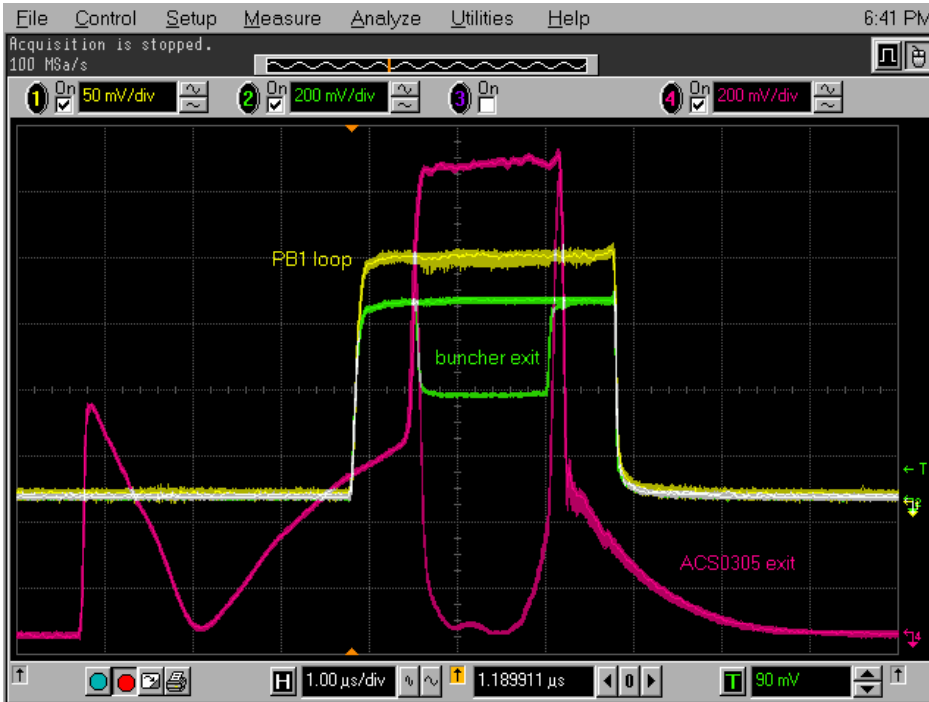 File Control Setup Measure Analyze Utilities Help 6:41 PM
Acquisition is stopped.
100 MSa/s
1 On 50 mV/div 2 On 200 mV/div 3 On 4 On 200 mV/div
PB1 loop
buncher exit
T
ACS0305 exit
4
H 1.00 µs/div 1.189911 µs 0 T 90 mV